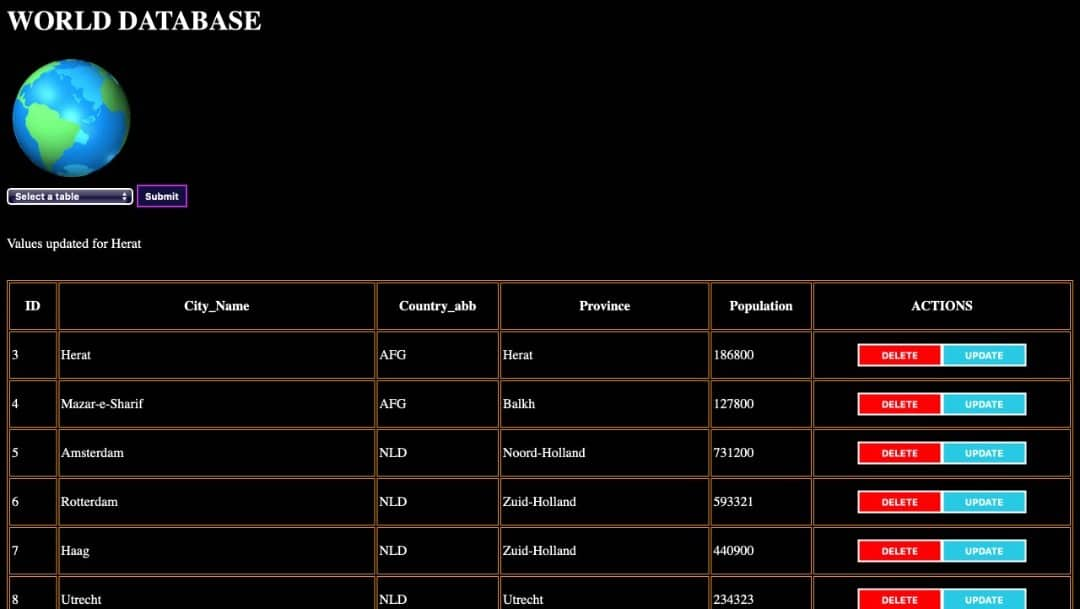 WORLD DATABASE
Select a table Submit
Values updated for Herat
ID City_Name Country_abb Province Population ACTIONS
3 Herat AFG Herat 186800 DELETE UPDATE
4 Mazar-e-Sharif AFG Balkh 127800 DELETE UPDATE
5 Amsterdam NLD Noord-Holland 731200 DELETE UPDATE
6 Rotterdam NLD Zuid-Holland 593321 DELETE UPDATE
7 Haag NLD Zuid-Holland 440900 DELETE UPDATE
8 Utrecht NLD Utrecht 234323 DELETE UPDATE